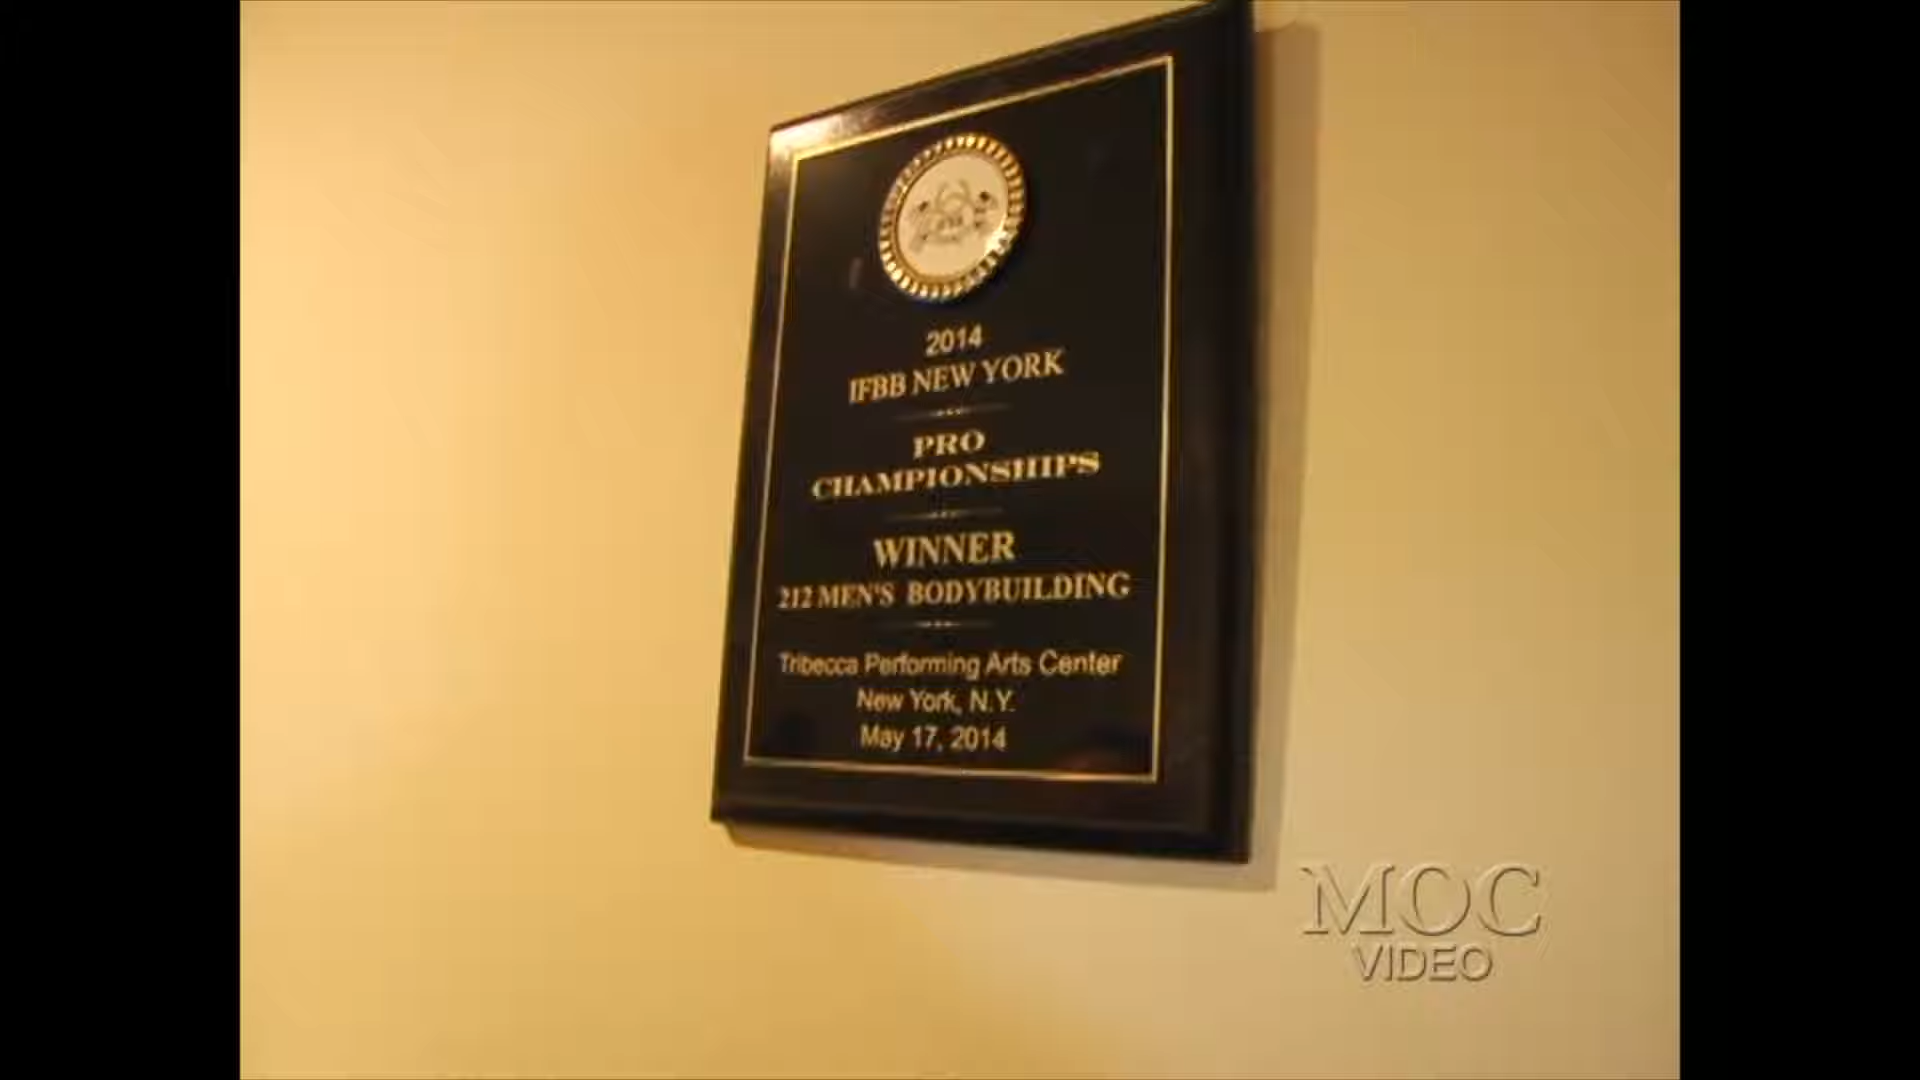 2014
IFBB NEW YORK
PRO
CHAMPIONSHIPS
WINNER
212 MEN'S BODYBUILDING
Tribecca Performing Arts Center
New York, N.Y.
May 17, 2014
MOC
VIDEO